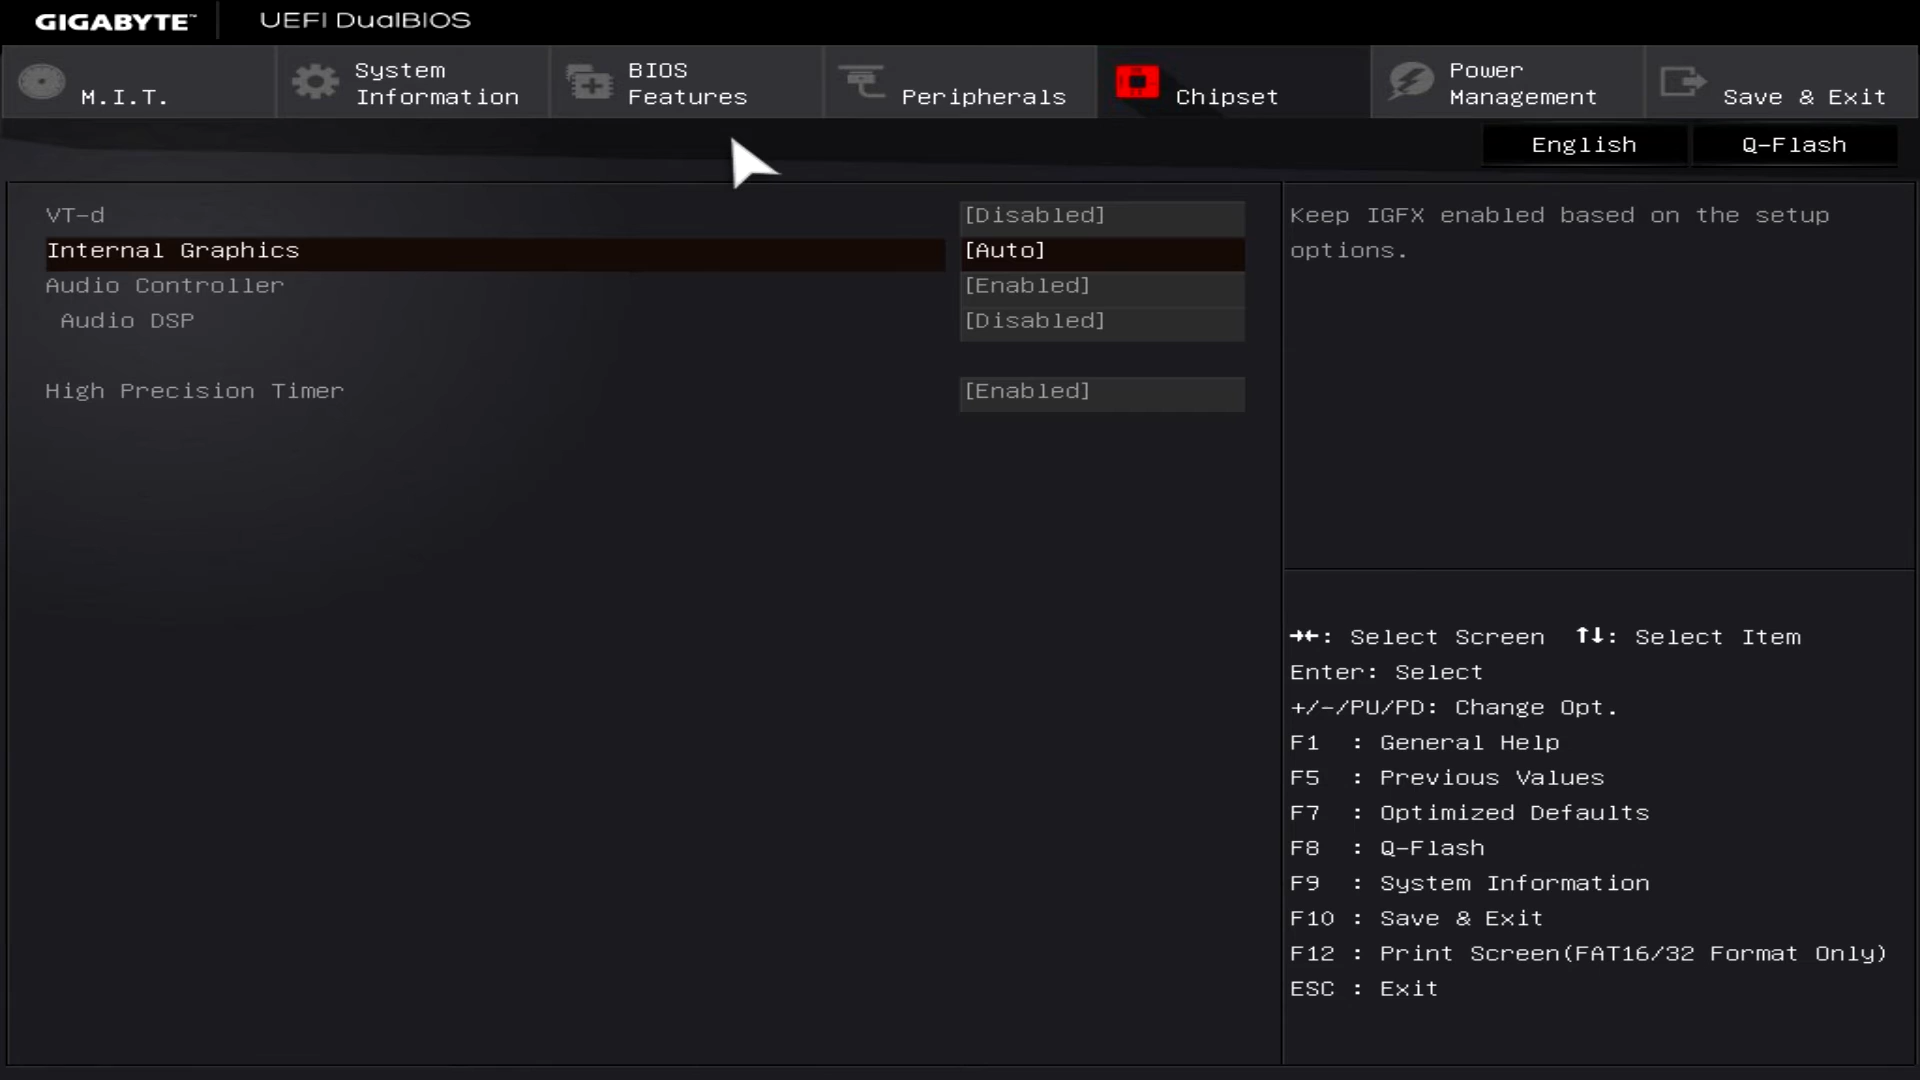 GIGABYTE™ UEFI DualBIOS
M.I.T.
System
Information
BIOS
Features
Peripherals
Chipset
Power
Management
Save & Exit
English
Q-Flash
VT-d [Disabled]
Internal Graphics [Auto]
Audio Controller [Enabled]
Audio DSP [Disabled]
High Precision Timer [Enabled]
Keep IGFX enabled based on the setup
options.
→←: Select Screen ↑↓: Select Item
Enter: Select
+/-/PU/PD: Change Opt.
F1 : General Help
F5 : Previous Values
F7 : Optimized Defaults
F8 : Q-Flash
F9 : System Information
F10 : Save & Exit
F12 : Print Screen(FAT16/32 Format Only)
ESC : Exit